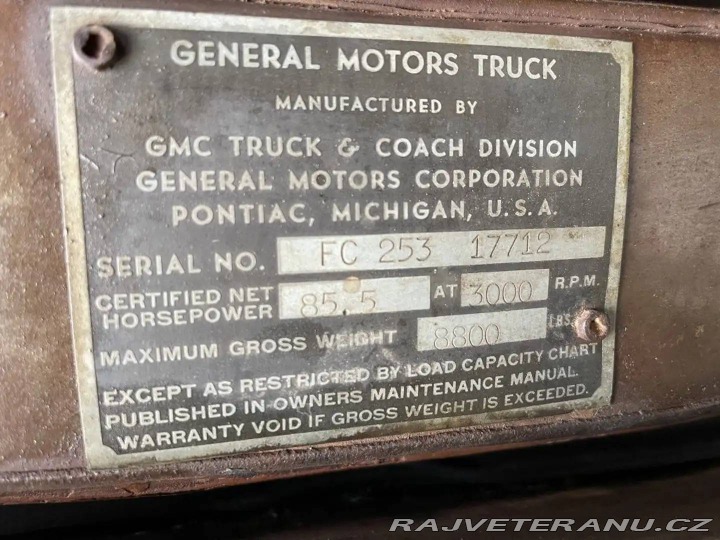 GENERAL MOTORS TRUCK
MANUFACTURED BY
GMC TRUCK & COACH DIVISION
GENERAL MOTORS CORPORATION
PONTIAC, MICHIGAN, U.S.A.
SERIAL NO. FC 253 17712
CERTIFIED NET HORSEPOWER 85.5 AT 3000 R.P.M.
MAXIMUM GROSS WEIGHT 8800 LBS.
EXCEPT AS RESTRICTED BY LOAD CAPACITY CHART
PUBLISHED IN OWNERS MAINTENANCE MANUAL.
WARRANTY VOID IF GROSS WEIGHT IS EXCEEDED.
RAJVETERANU.CZ